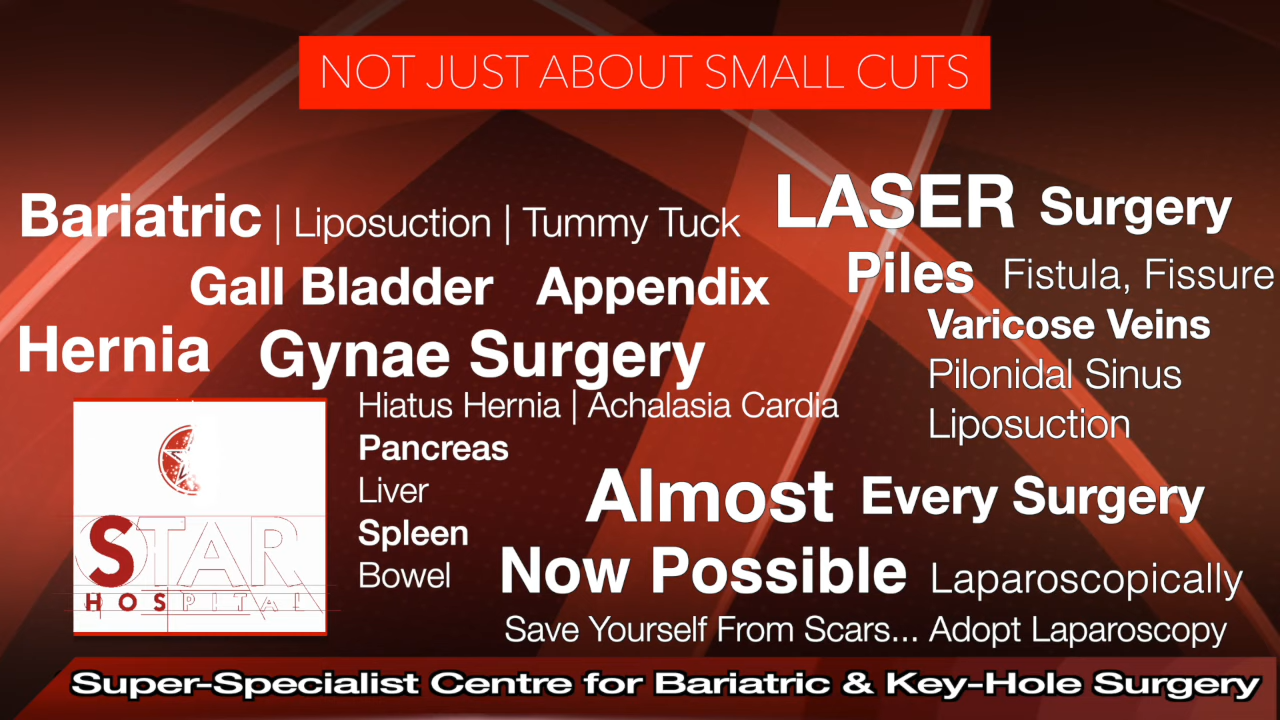 NOT JUST ABOUT SMALL CUTS
Bariatric | Liposuction | Tummy Tuck
Gall Bladder Appendix
Hernia Gynae Surgery
Hiatus Hernia | Achalasia Cardia
Pancreas
Liver
Spleen
Bowel
LASER Surgery
Piles Fistula, Fissure
Varicose Veins
Pilonidal Sinus
Liposuction
Almost Every Surgery
Now Possible Laparoscopically
Save Yourself From Scars... Adopt Laparoscopy
STAR
HOSPITAL
Super-Specialist Centre for Bariatric & Key-Hole Surgery